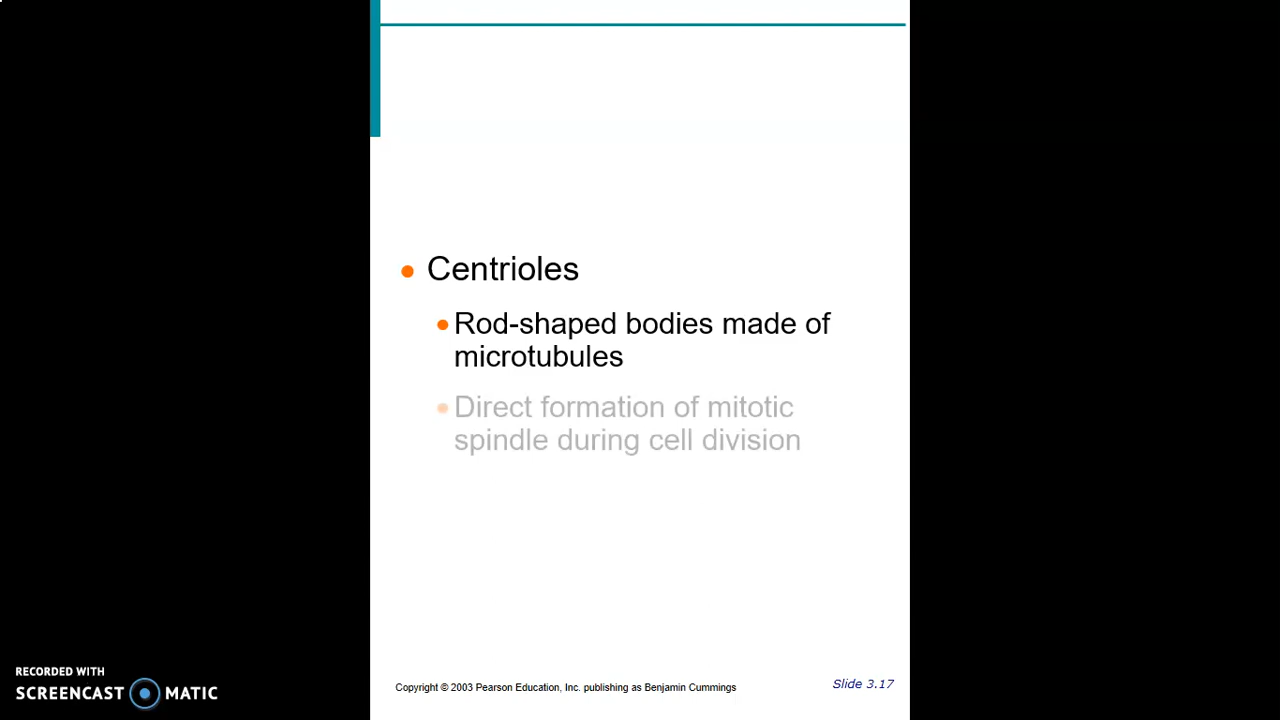 Centrioles
Rod-shaped bodies made of
microtubules
Direct formation of mitotic
spindle during cell division
RECORDED WITH
SCREENCAST MATIC
Copyright © 2003 Pearson Education, Inc. publishing as Benjamin Cummings
Slide 3.17